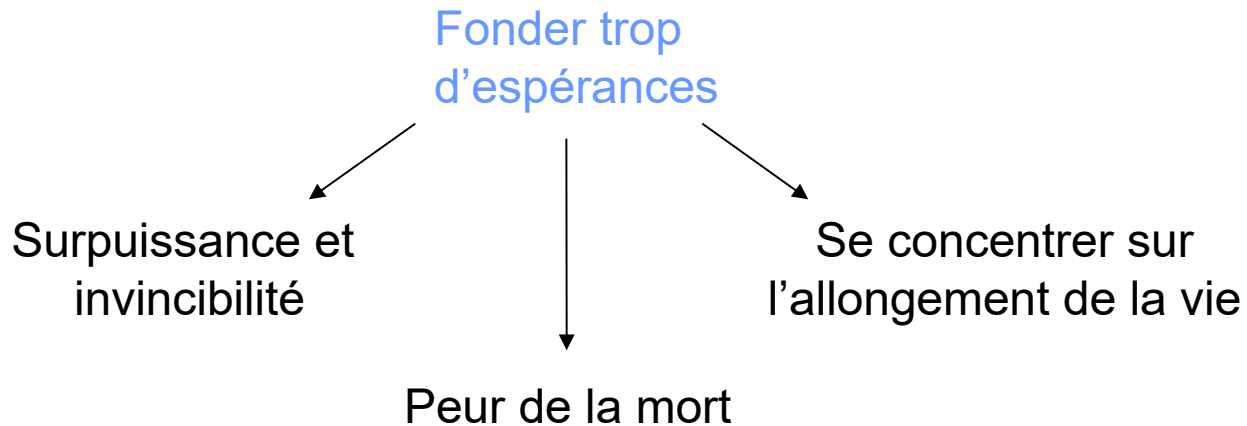 Fonder trop
d’espérances
Surpuissance et
invincibilité
Se concentrer sur
l’allongement de la vie
Peur de la mort